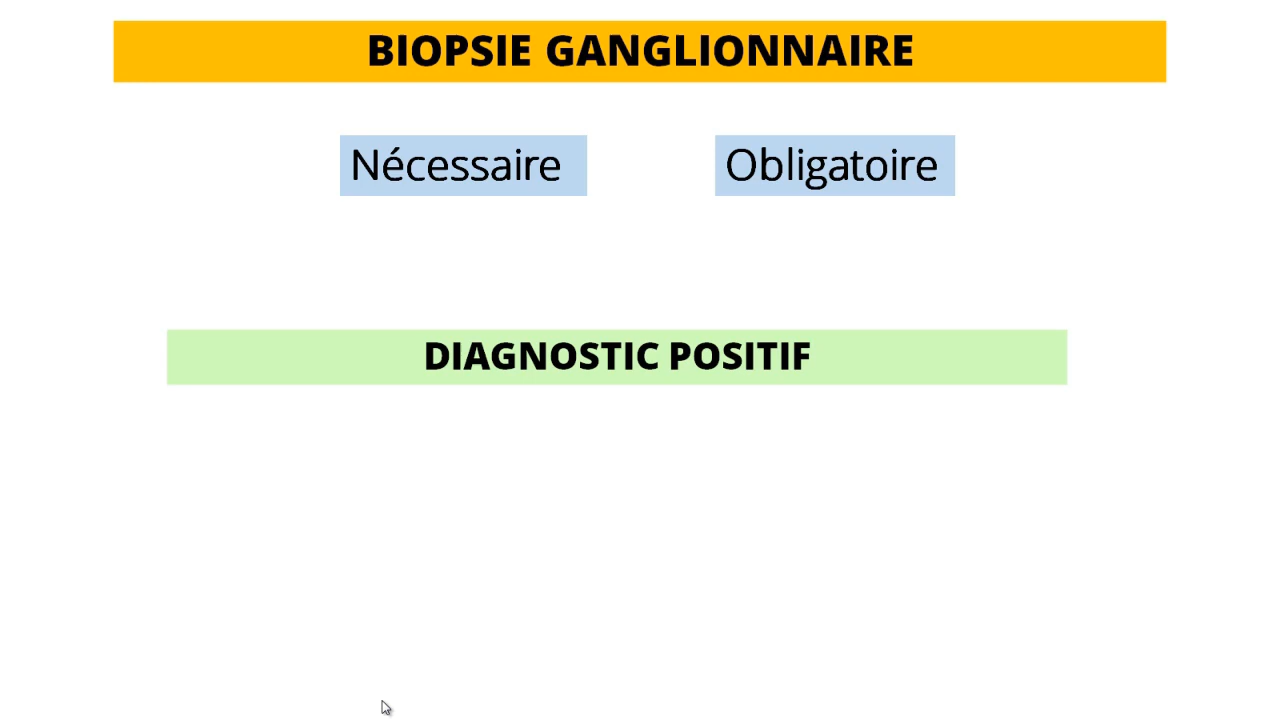 BIOPSIE GANGLIONNAIRE
Nécessaire
Obligatoire
DIAGNOSTIC POSITIF